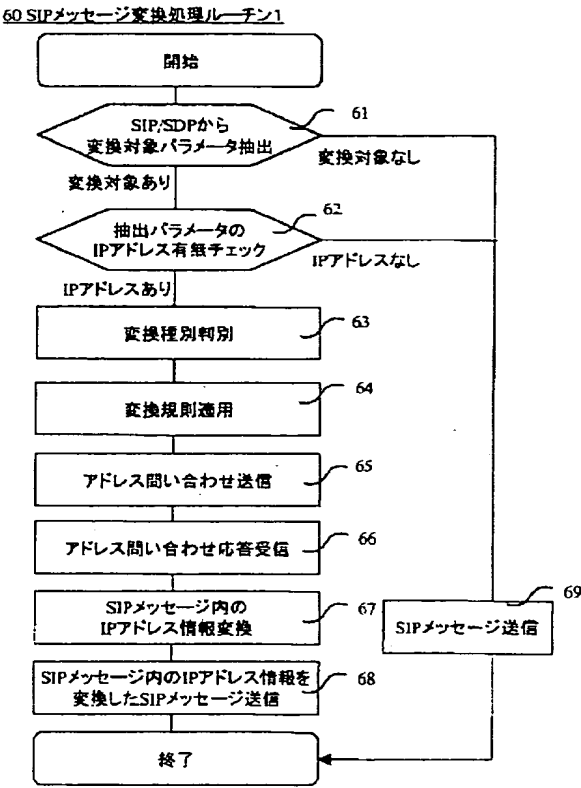 60 SIPメッセージ変換処理ルーチン1
開始
61
SIP/SDPから
変換対象パラメータ抽出
変換対象なし
変換対象あり
62
抽出パラメータの
IPアドレス有無チェック
IPアドレスなし
IPアドレスあり
変換種別判別
63
変換規則適用
64
アドレス問い合わせ送信
65
アドレス問い合わせ応答受信
66
SIPメッセージ内の
IPアドレス情報変換
67
69
SIPメッセージ送信
SIPメッセージ内のIPアドレス情報を
変換したSIPメッセージ送信
68
終了